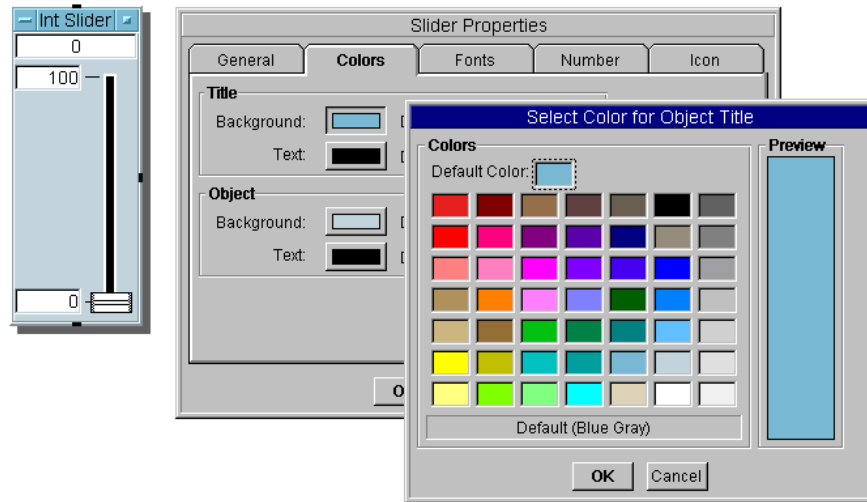 Int Slider
0
100
0
Slider Properties
General Colors Fonts Number Icon
Title
Background:
Text:
Object
Background:
Text:
Select Color for Object Title
Colors
Default Color:
Preview
Default (Blue Gray)
OK Cancel